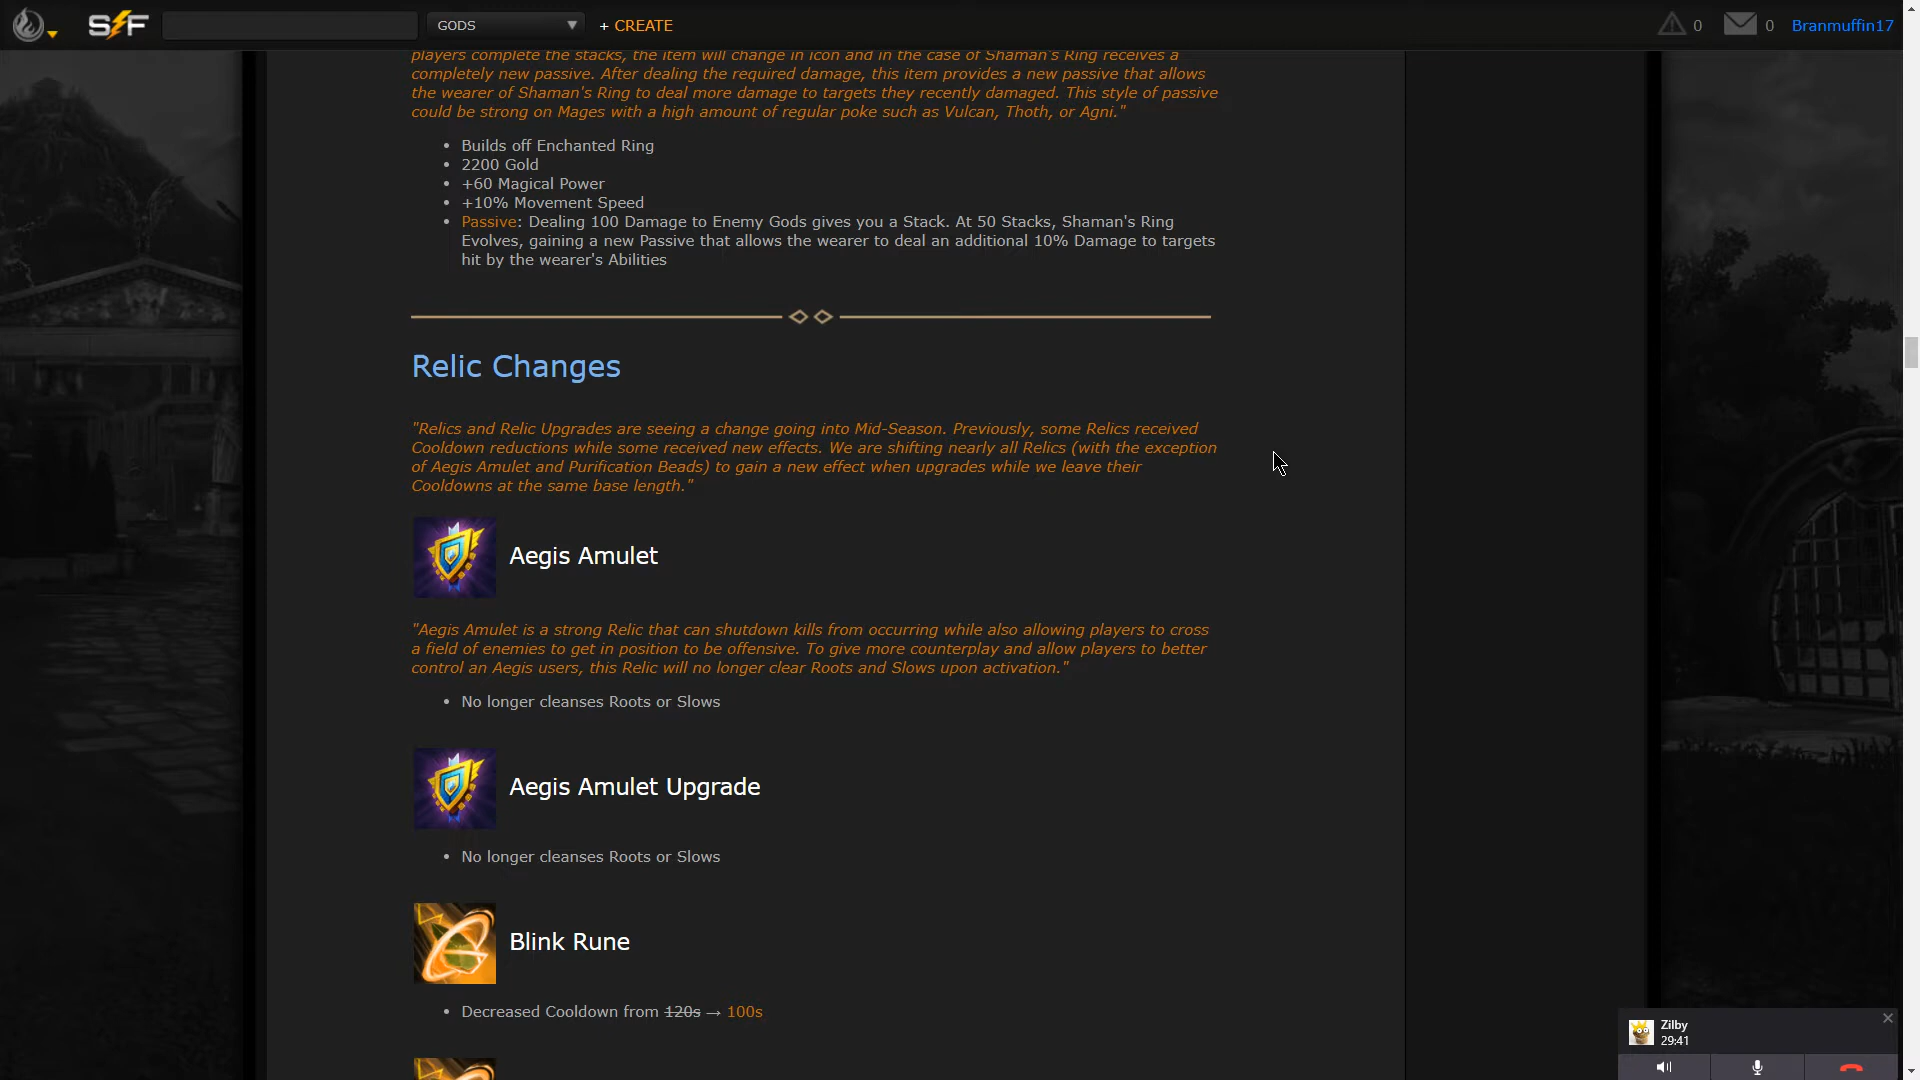 SF GODS + CREATE 0 0 Branmuffin17
players complete the stacks, the item will change in icon and in the case of Shaman's Ring receives a
completely new passive. After dealing the required damage, this item provides a new passive that allows
the wearer of Shaman's Ring to deal more damage to targets they recently damaged. This style of passive
could be strong on Mages with a high amount of regular poke such as Vulcan, Thoth, or Agni."
• Builds off Enchanted Ring
• 2200 Gold
• +60 Magical Power
• +10% Movement Speed
• Passive: Dealing 100 Damage to Enemy Gods gives you a Stack. At 50 Stacks, Shaman's Ring
Evolves, gaining a new Passive that allows the wearer to deal an additional 10% Damage to targets
hit by the wearer's Abilities
Relic Changes
"Relics and Relic Upgrades are seeing a change going into Mid-Season. Previously, some Relics received
Cooldown reductions while some received new effects. We are shifting nearly all Relics (with the exception
of Aegis Amulet and Purification Beads) to gain a new effect when upgrades while we leave their
Cooldowns at the same base length."
Aegis Amulet
"Aegis Amulet is a strong Relic that can shutdown kills from occurring while also allowing players to cross
a field of enemies to get in position to be offensive. To give more counterplay and allow players to better
control an Aegis users, this Relic will no longer clear Roots and Slows upon activation."
• No longer cleanses Roots or Slows
Aegis Amulet Upgrade
• No longer cleanses Roots or Slows
Blink Rune
• Decreased Cooldown from 120s → 100s
Zilby
29:41